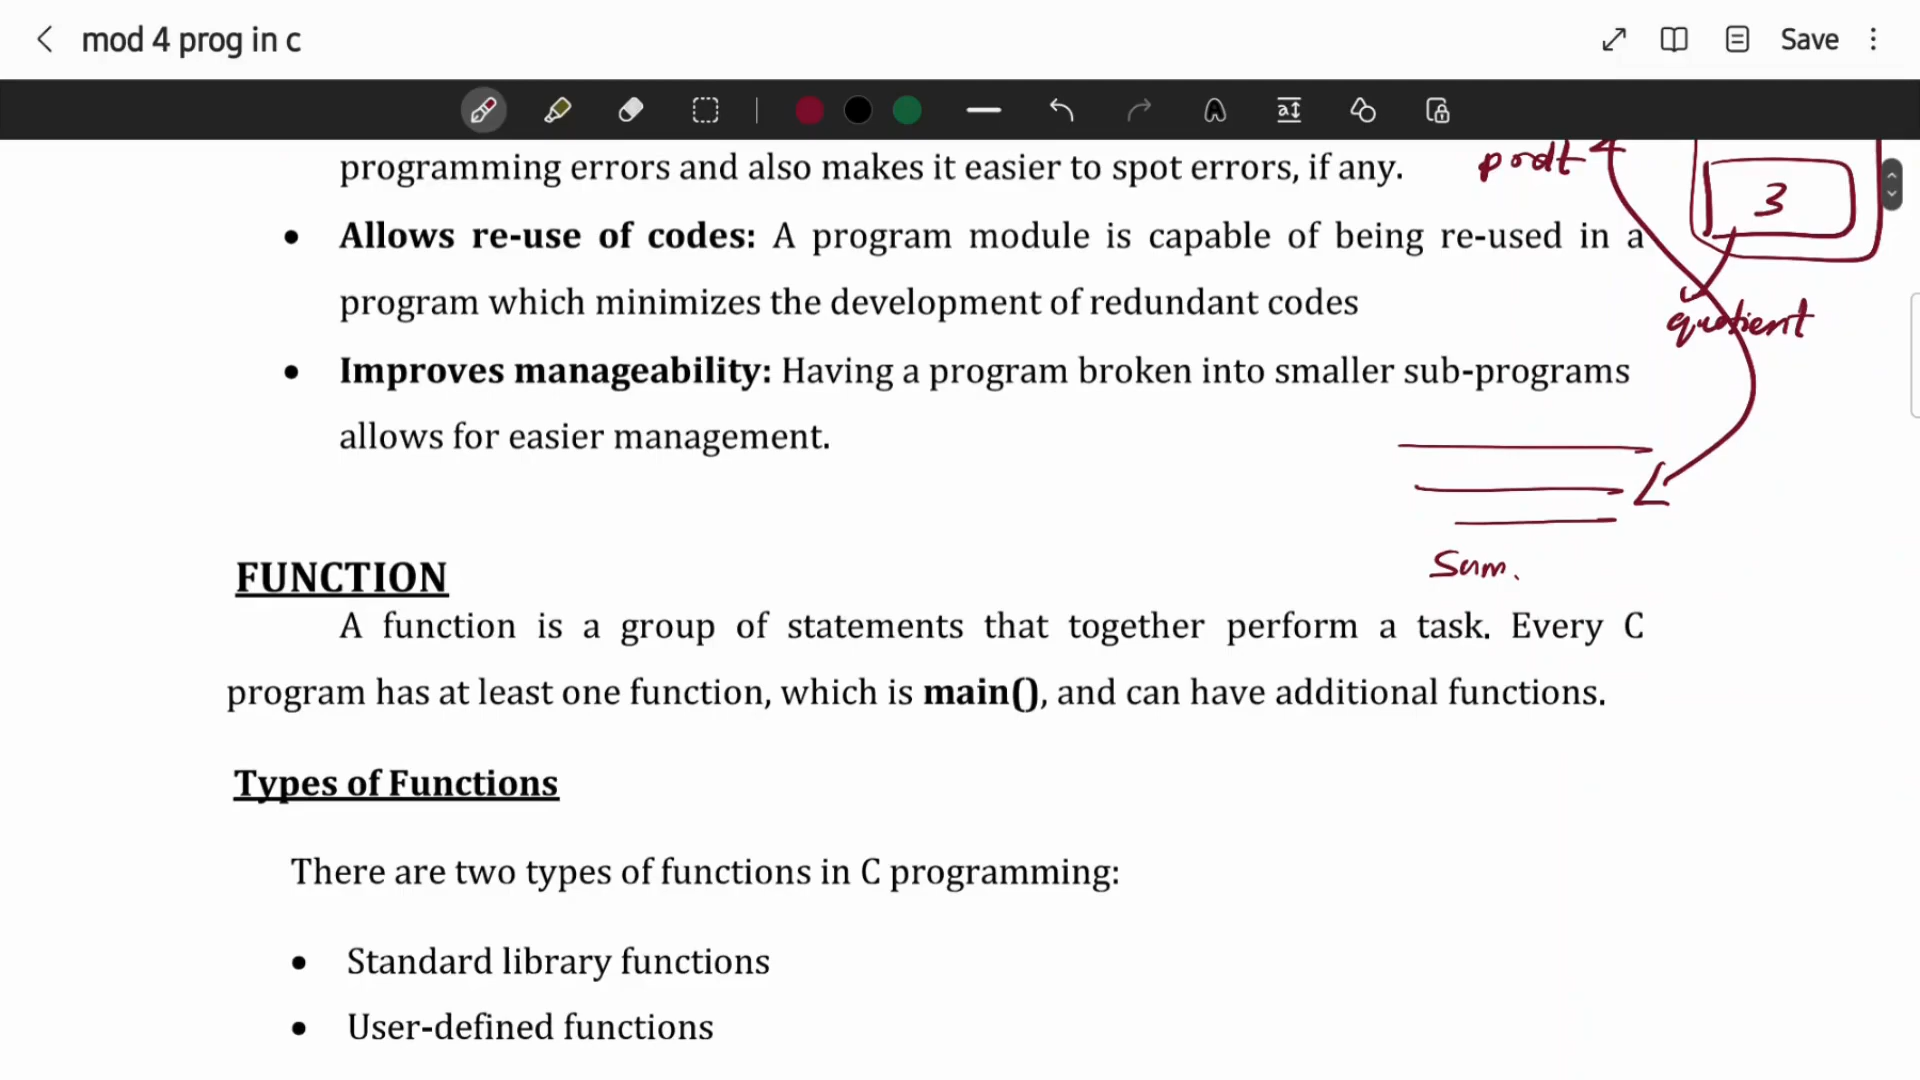 mod 4 prog in c
Save
programming errors and also makes it easier to spot errors, if any.
prodt
3
• Allows re-use of codes: A program module is capable of being re-used in a
program which minimizes the development of redundant codes
quotient
• Improves manageability: Having a program broken into smaller sub-programs
allows for easier management.
Sum.
FUNCTION
A function is a group of statements that together perform a task. Every C
program has at least one function, which is main(), and can have additional functions.
Types of Functions
There are two types of functions in C programming:
• Standard library functions
• User-defined functions